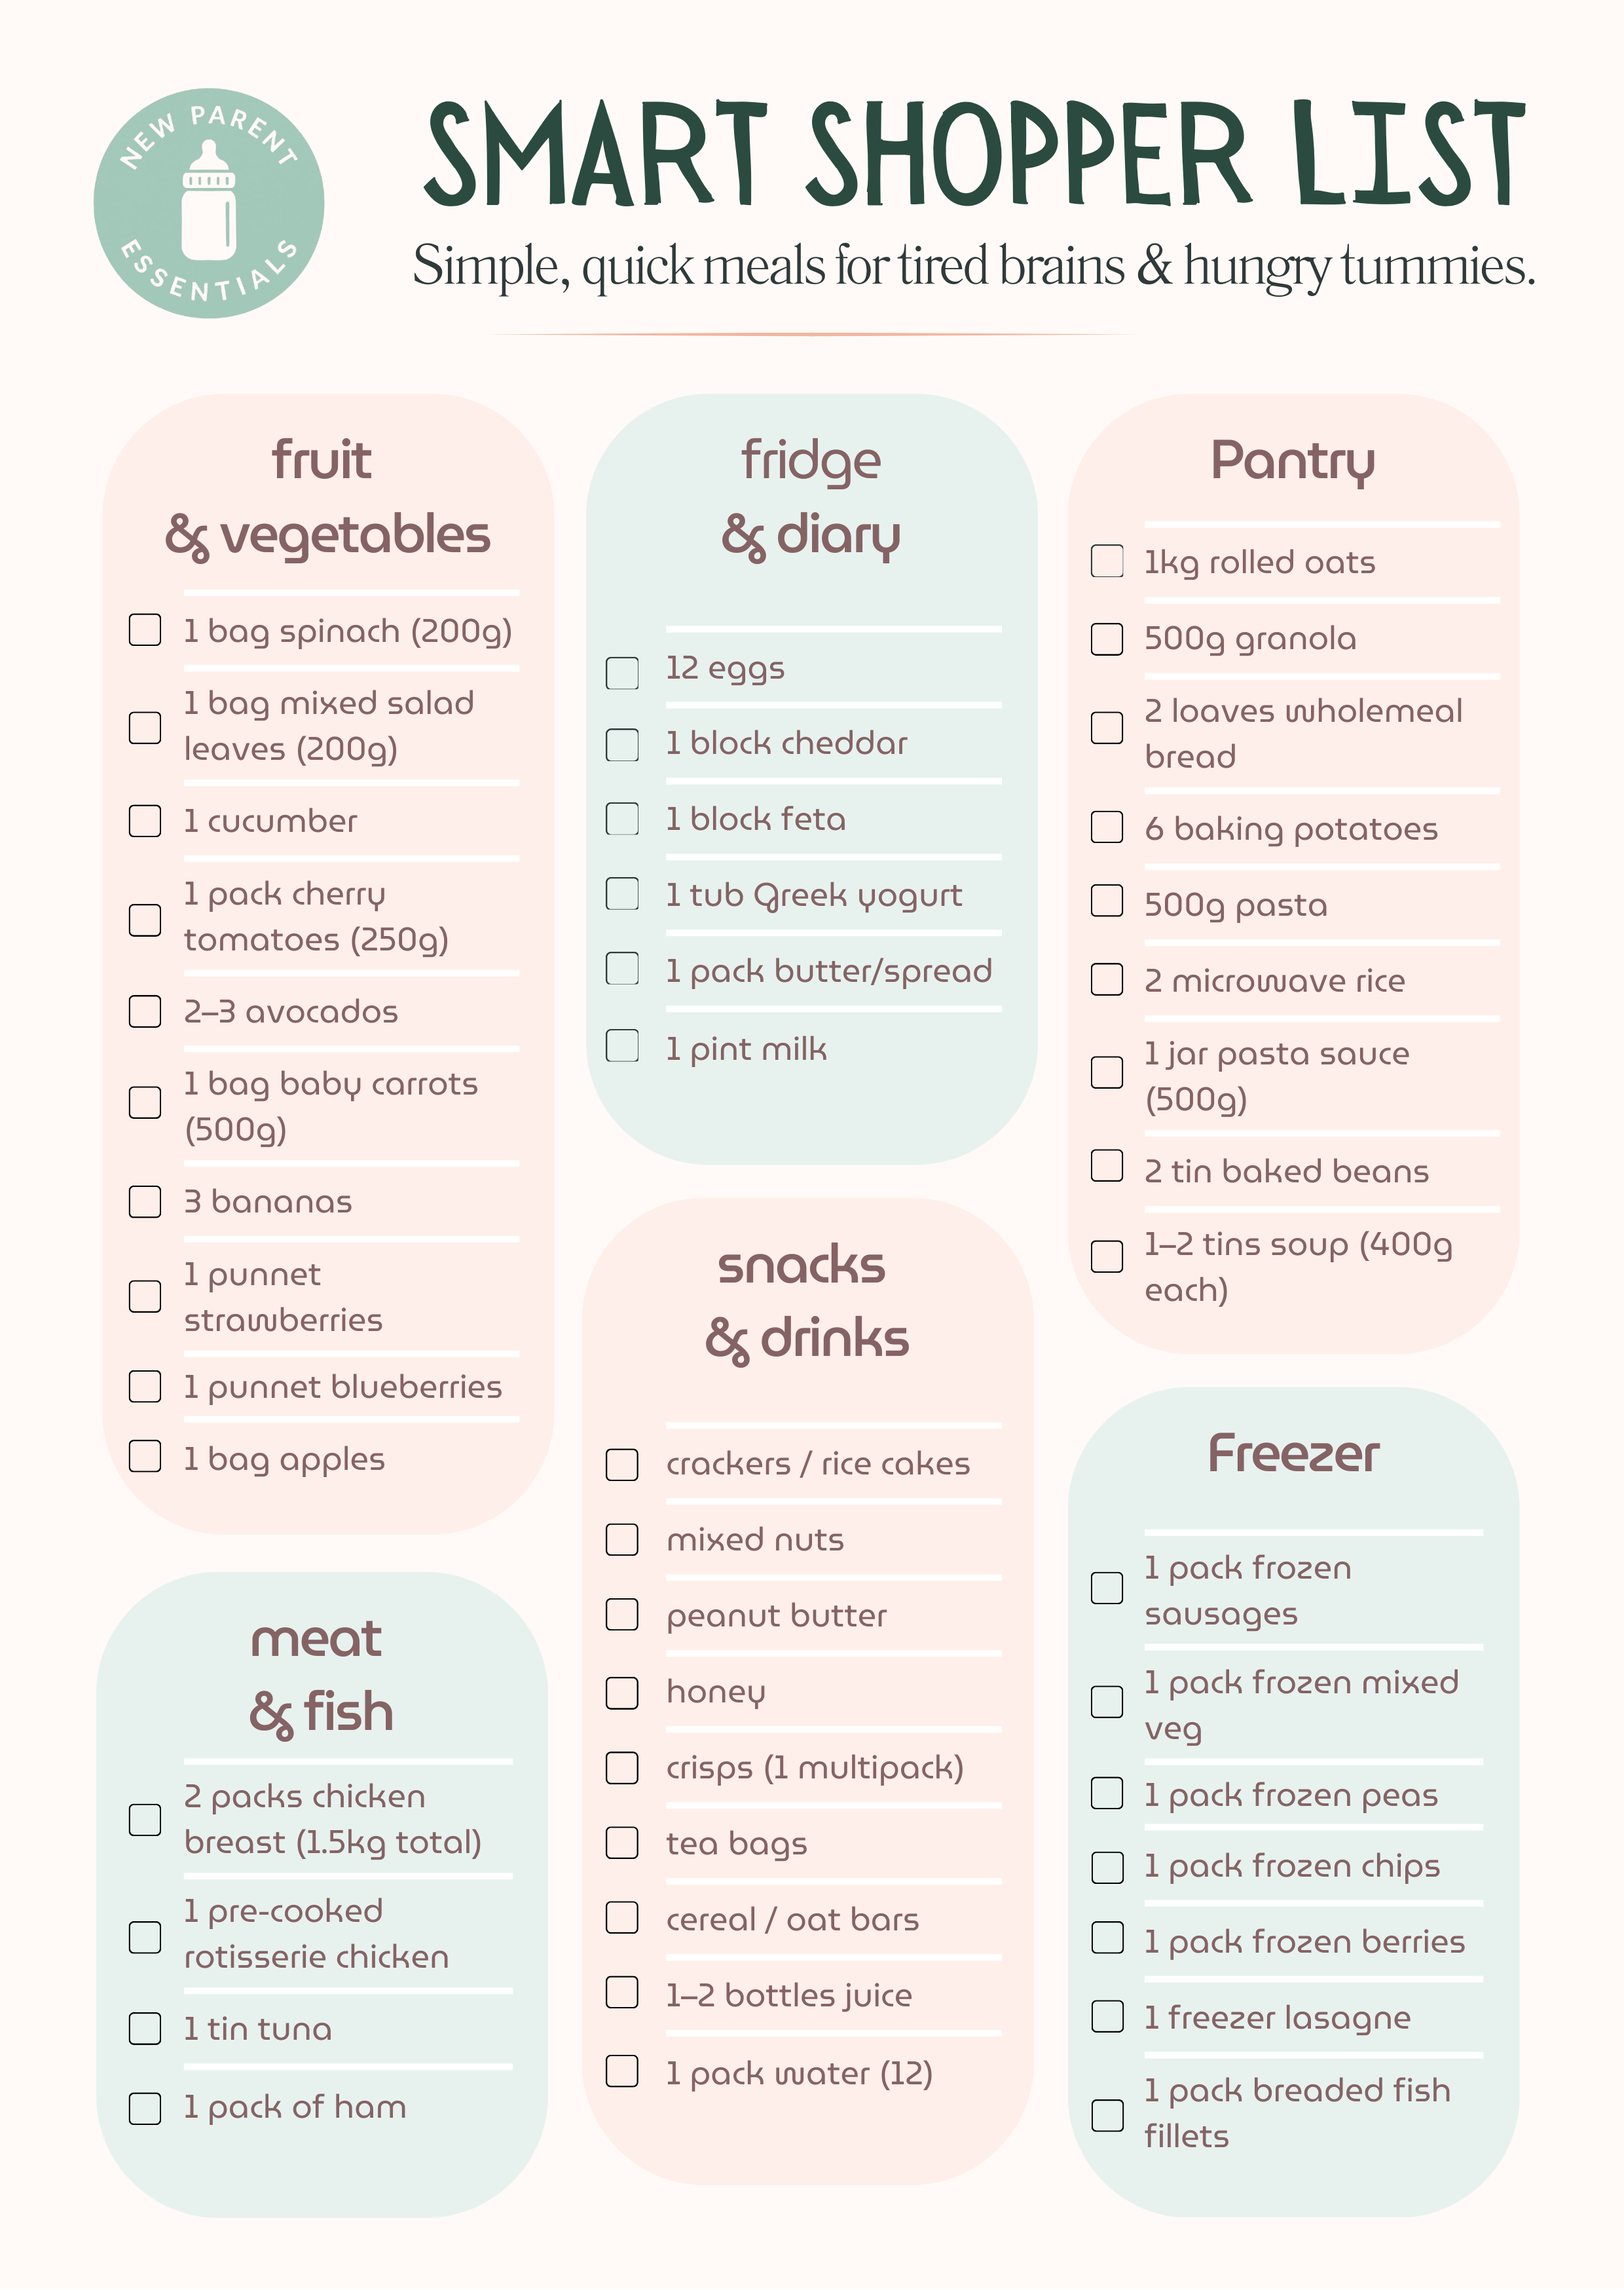 NEW PARENT
ESSENTIALS
SMART SHOPPER LIST
Simple, quick meals for tired brains & hungry tummies.
fruit
& vegetables
1 bag spinach (200g)
1 bag mixed salad
leaves (200g)
1 cucumber
1 pack cherry
tomatoes (250g)
2–3 avocados
1 bag baby carrots
(500g)
3 bananas
1 punnet
strawberries
1 punnet blueberries
1 bag apples
meat
& fish
2 packs chicken
breast (1.5kg total)
1 pre-cooked
rotisserie chicken
1 tin tuna
1 pack of ham
fridge
& diary
12 eggs
1 block cheddar
1 block feta
1 tub Greek yogurt
1 pack butter/spread
1 pint milk
snacks
& drinks
crackers / rice cakes
mixed nuts
peanut butter
honey
crisps (1 multipack)
tea bags
cereal / oat bars
1–2 bottles juice
1 pack water (12)
Pantry
1kg rolled oats
500g granola
2 loaves wholemeal
bread
6 baking potatoes
500g pasta
2 microwave rice
1 jar pasta sauce
(500g)
2 tin baked beans
1–2 tins soup (400g
each)
Freezer
1 pack frozen
sausages
1 pack frozen mixed
veg
1 pack frozen peas
1 pack frozen chips
1 pack frozen berries
1 freezer lasagne
1 pack breaded fish
fillets